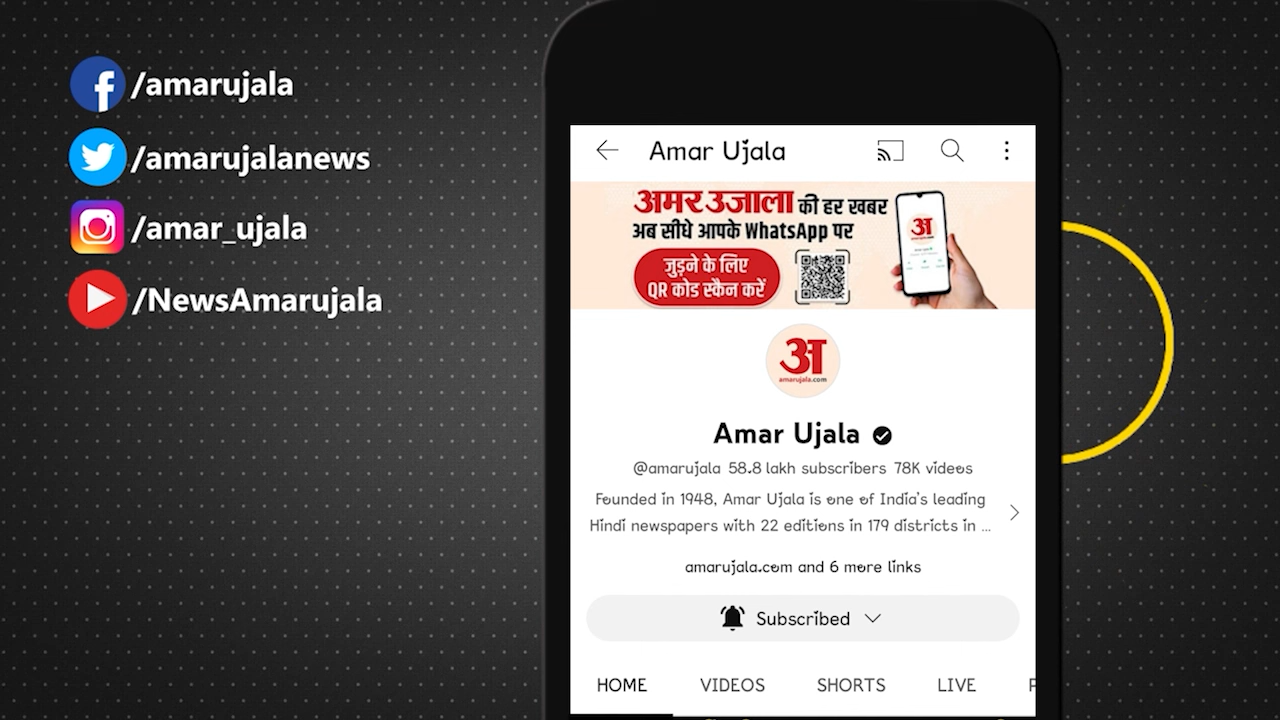 /amarujala
/amarujalanews
/amar_ujala
/NewsAmarujala
Amar Ujala
अमर उजाला की हर खबर
अब सीधे आपके WhatsApp पर
जुड़ने के लिए
QR कोड स्कैन करें
अ
अ
amarujala.com
Amar Ujala
@amarujala 58.8 lakh subscribers 78K videos
Founded in 1948, Amar Ujala is one of India's leading
Hindi newspapers with 22 editions in 179 districts in ...
amarujala.com and 6 more links
Subscribed
HOME VIDEOS SHORTS LIVE